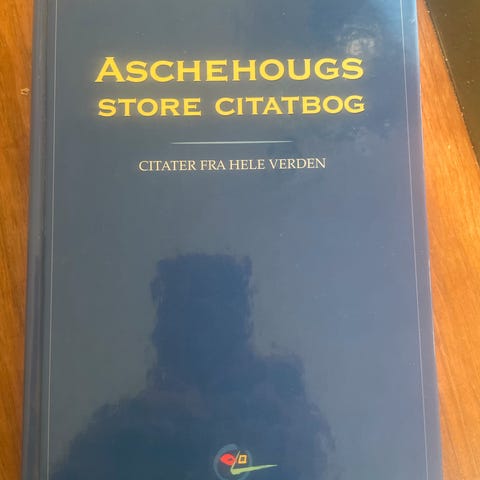 ASCHEHOUGS
STORE CITATBOG
CITATER FRA HELE VERDEN